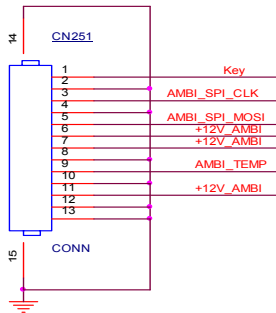 14
CN251
1
Key
2
3
AMBI_SPI_CLK
4
5
AMBI_SPI_MOSI
6
+12V_AMBI
7
+12V_AMBI
8
9
AMBI_TEMP
10
11
+12V_AMBI
12
13
15
CONN